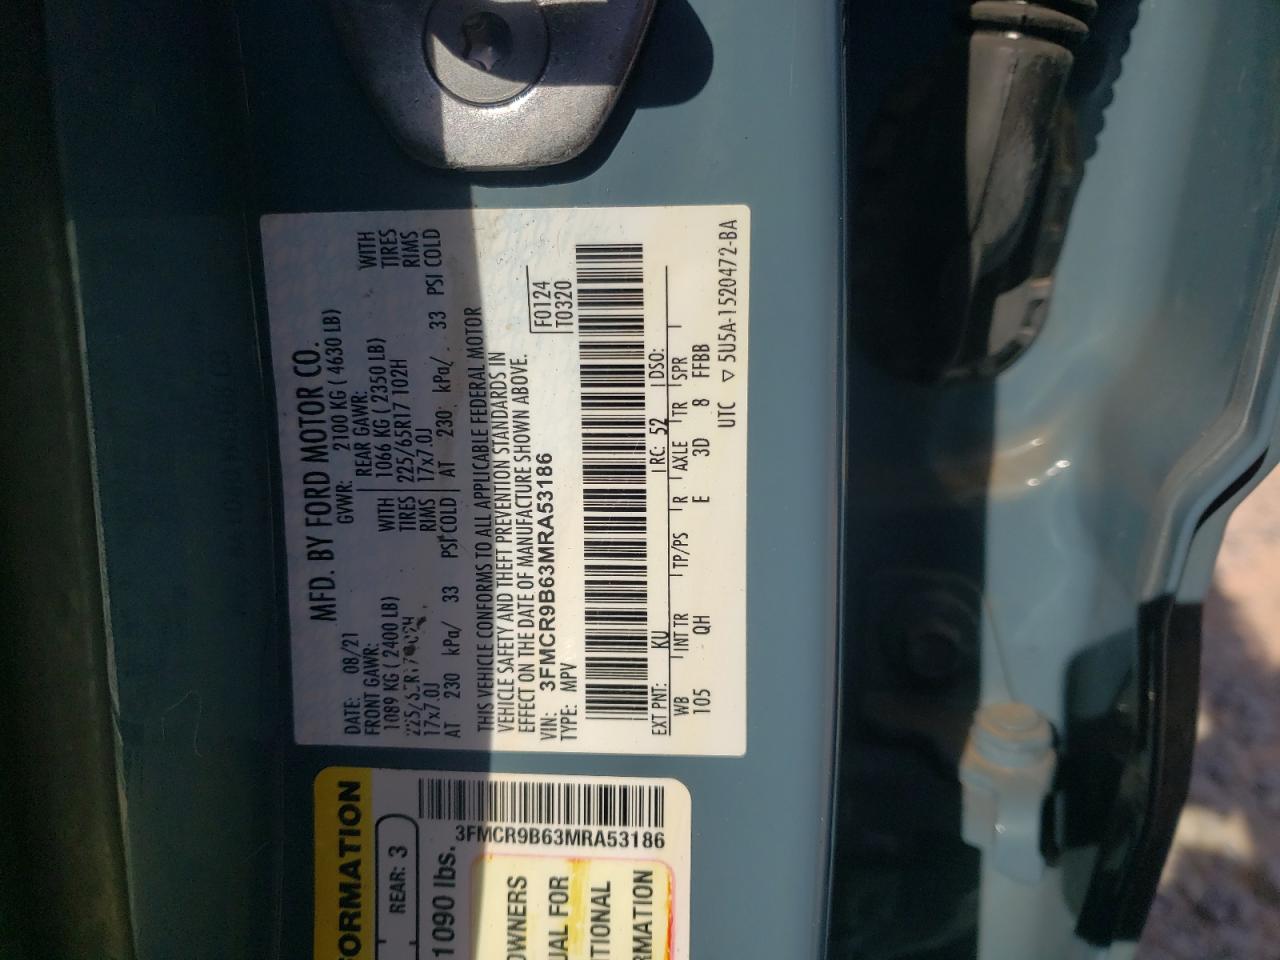 MFD. BY FORD MOTOR CO.
DATE: 08/21 GVWR: 2100 KG ( 4630 LB)
FRONT GAWR: REAR GAWR:
1089 KG ( 2400 LB) WITH 1066 KG ( 2350 LB) WITH
TIRES 225/65R17 102H TIRES
17x7.0J RIMS 17x7.0J RIMS
AT 230 kPa/ 33 PSI COLD AT 230 kPa/ 33 PSI COLD
THIS VEHICLE CONFORMS TO ALL APPLICABLE FEDERAL MOTOR
VEHICLE SAFETY AND THEFT PREVENTION STANDARDS IN
EFFECT ON THE DATE OF MANUFACTURE SHOWN ABOVE.
VIN: 3FMCR9B63MRA53186 F0124
TYPE: MPV T0320
EXT PNT: KU RC: 52 DSO:
WB INT TR TP/PS R AXLE TR SPR
105 QH E 3D 8 FFBB
UTC ▽ 5U5A-1520472-BA
FORMATION
REAR: 3
1090 lbs.
3FMCR9B63MRA53186
OWNERS
UAL FOR
TIONAL
RMATION